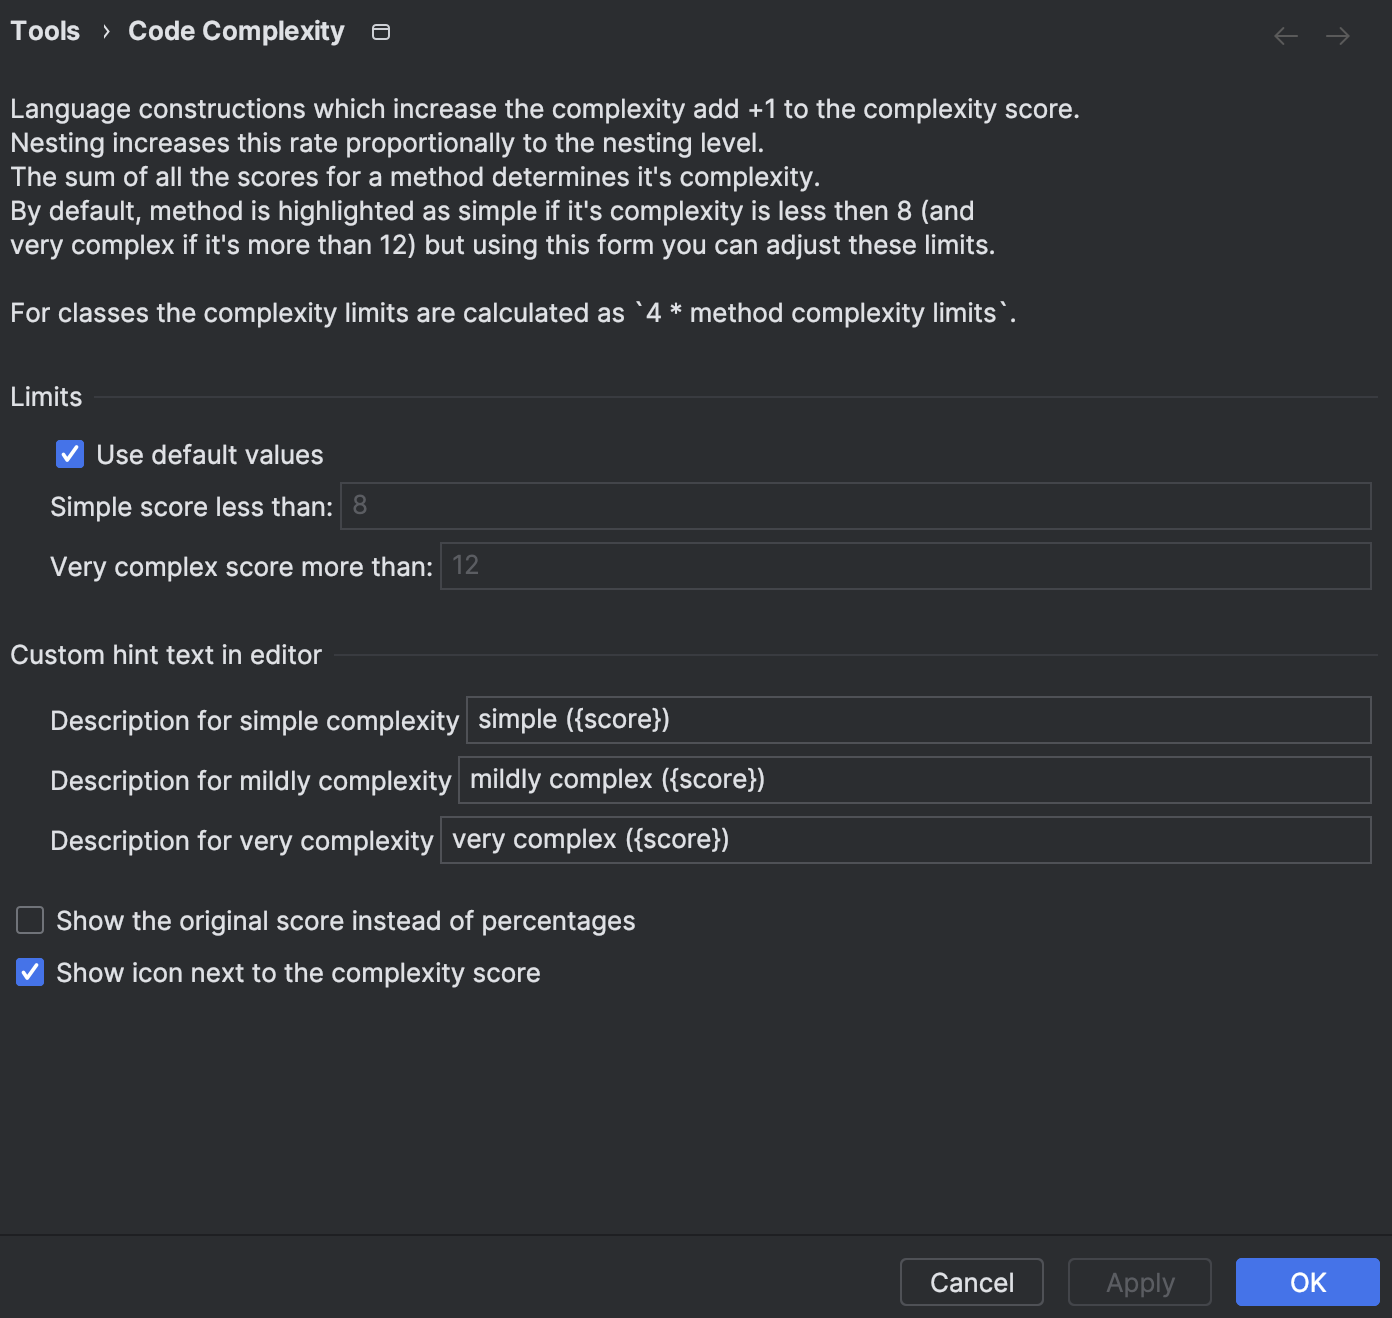 Tools › Code Complexity
Language constructions which increase the complexity add +1 to the complexity score.
Nesting increases this rate proportionally to the nesting level.
The sum of all the scores for a method determines it's complexity.
By default, method is highlighted as simple if it's complexity is less then 8 (and
very complex if it's more than 12) but using this form you can adjust these limits.
For classes the complexity limits are calculated as `4 * method complexity limits`.
Limits
Use default values
Simple score less than: 8
Very complex score more than: 12
Custom hint text in editor
Description for simple complexity simple ({score})
Description for mildly complexity mildly complex ({score})
Description for very complexity very complex ({score})
Show the original score instead of percentages
Show icon next to the complexity score
Cancel Apply OK